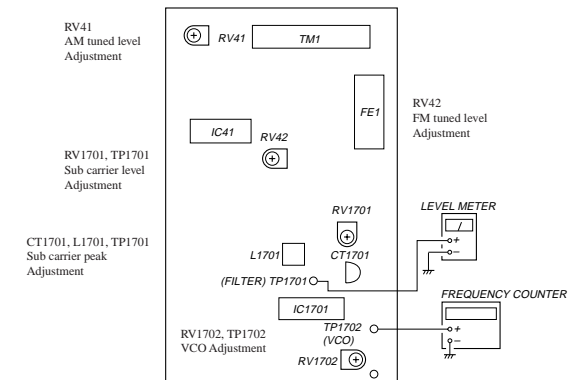 RV41
AM tuned level
Adjustment
RV41
TM1
FE1
RV42
FM tuned level
Adjustment
IC41
RV42
RV1701, TP1701
Sub carrier level
Adjustment
RV1701
LEVEL METER
+
–
CT1701, L1701, TP1701
Sub carrier peak
Adjustment
L1701
CT1701
(FILTER) TP1701
FREQUENCY COUNTER
+
–
IC1701
TP1702
(VCO)
RV1702, TP1702
VCO Adjustment
RV1702